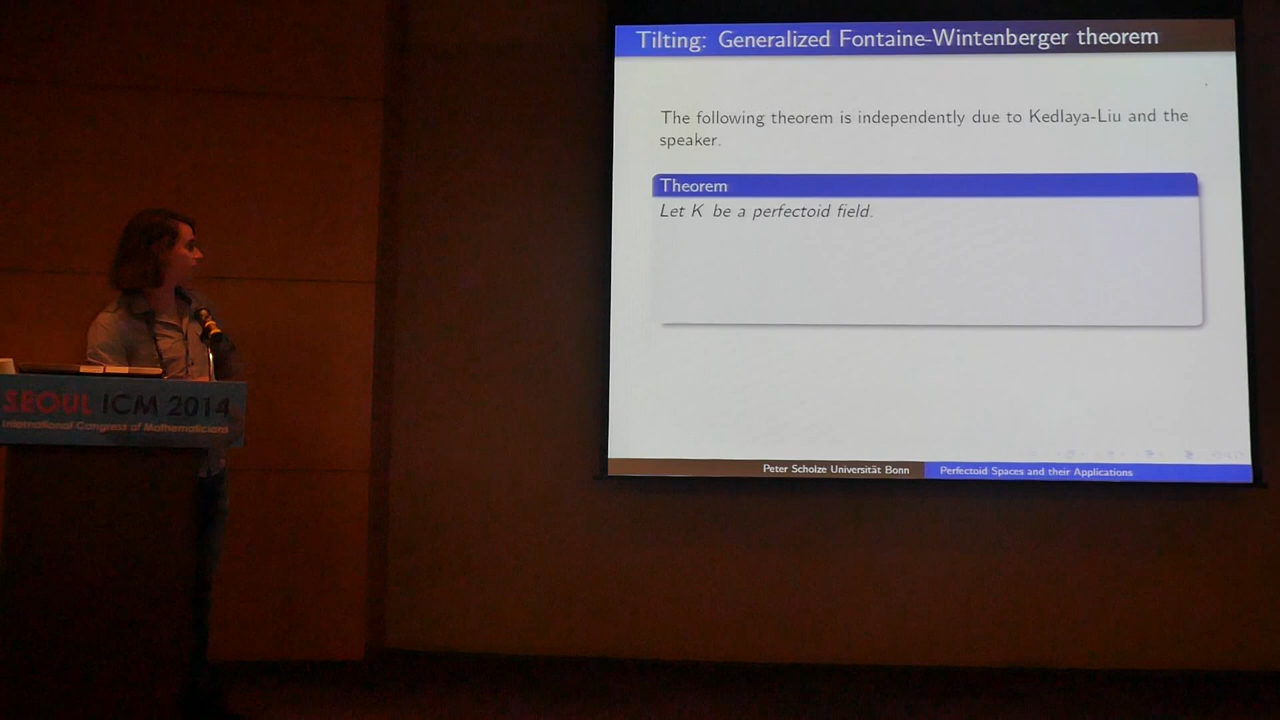 Tilting: Generalized Fontaine-Wintenberger theorem
The following theorem is independently due to Kedlaya-Liu and the
speaker.
Theorem
Let K be a perfectoid field.
Peter Scholze Universität Bonn
Perfectoid Spaces and their Applications
SEOUL ICM 2014
International Congress of Mathematicians